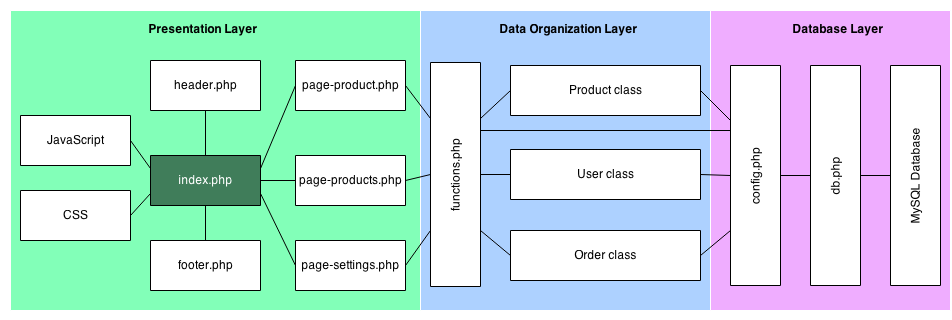 Presentation Layer
Data Organization Layer
Database Layer
header.php
page-product.php
JavaScript
index.php
page-products.php
CSS
footer.php
page-settings.php
functions.php
Product class
User class
Order class
config.php
db.php
MySQL Database